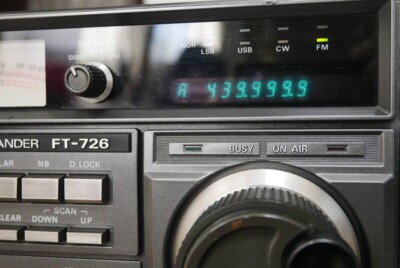 LSB USB CW FM
A 439.999.9
ANDER FT-726 BUSY ON AIR
LAR NB D.LOCK
SCAN
CLEAR DOWN UP